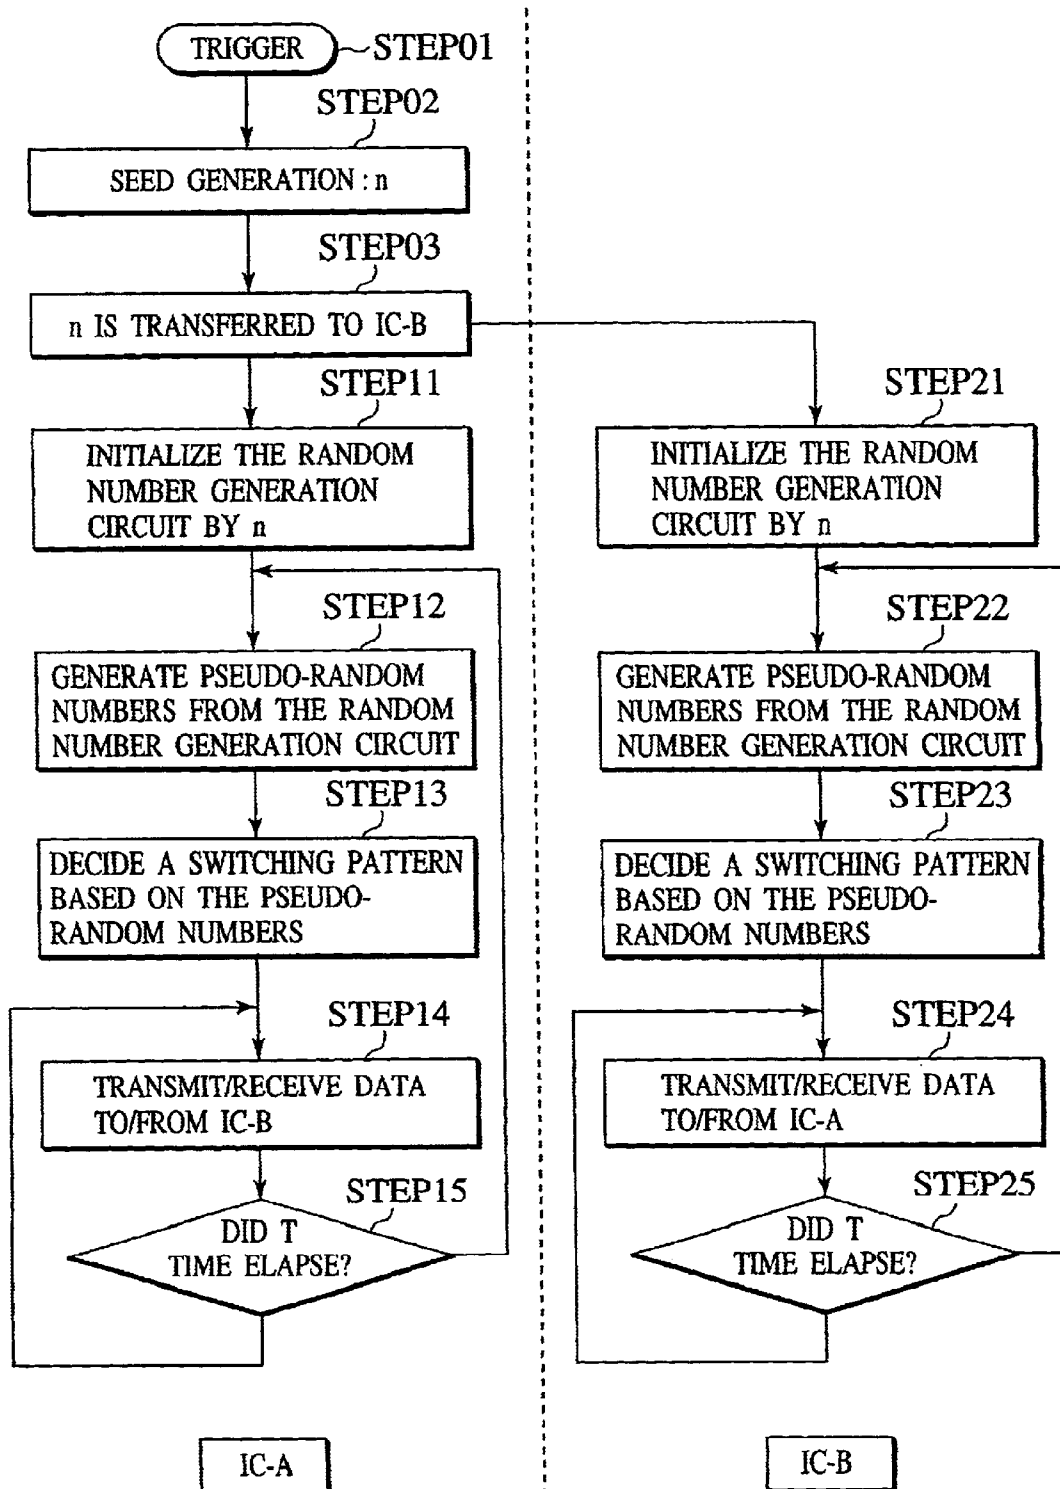 TRIGGER
STEP01
STEP02
SEED GENERATION : n
STEP03
n IS TRANSFERRED TO IC-B
STEP11
INITIALIZE THE RANDOM
NUMBER GENERATION
CIRCUIT BY n
STEP12
GENERATE PSEUDO-RANDOM
NUMBERS FROM THE RANDOM
NUMBER GENERATION CIRCUIT
STEP13
DECIDE A SWITCHING PATTERN
BASED ON THE PSEUDO-
RANDOM NUMBERS
STEP14
TRANSMIT/RECEIVE DATA
TO/FROM IC-B
STEP15
DID T
TIME ELAPSE?
IC-A
STEP21
INITIALIZE THE RANDOM
NUMBER GENERATION
CIRCUIT BY n
STEP22
GENERATE PSEUDO-RANDOM
NUMBERS FROM THE RANDOM
NUMBER GENERATION CIRCUIT
STEP23
DECIDE A SWITCHING PATTERN
BASED ON THE PSEUDO-
RANDOM NUMBERS
STEP24
TRANSMIT/RECEIVE DATA
TO/FROM IC-A
STEP25
DID T
TIME ELAPSE?
IC-B